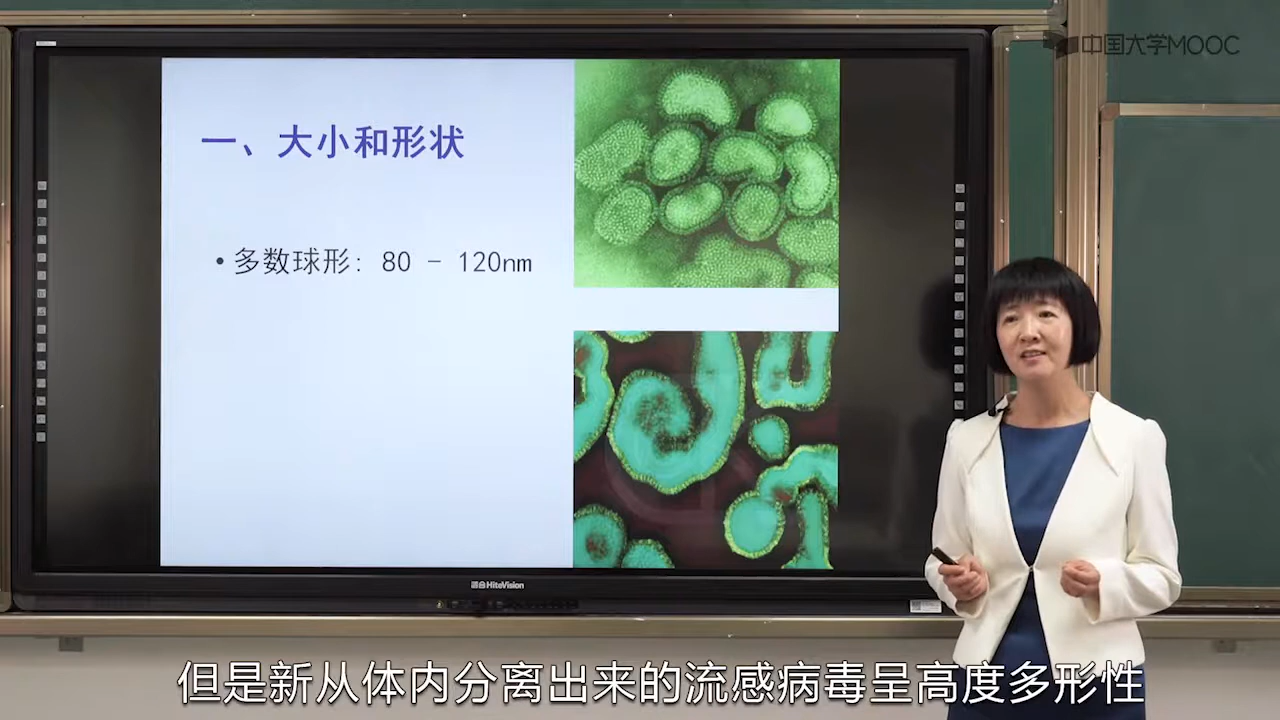 中国大学MOOC
一、大小和形状
• 多数球形: 80 - 120nm
HiteVision
但是新从体内分离出来的流感病毒呈高度多形性